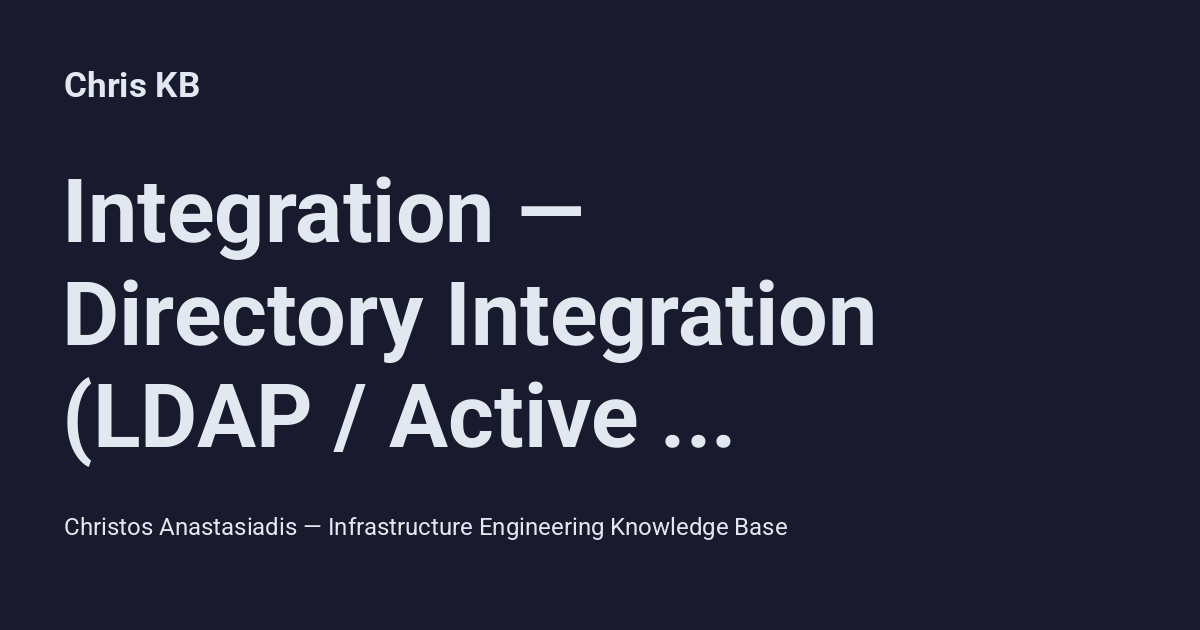 Chris KB
Integration —
Directory Integration
(LDAP / Active ...
Christos Anastasiadis — Infrastructure Engineering Knowledge Base